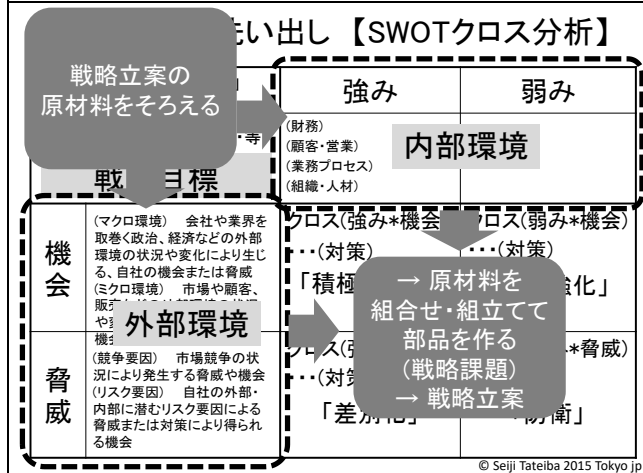 洗い出し 【SWOTクロス分析】
戦略立案の
原材料をそろえる
・等
戦 目標
強み
弱み
(財務)
(顧客・営業)
(業務プロセス)
(組織・人材)
内部環境
機会
(マクロ環境) 会社や業界を
取巻く政治、経済などの外部
環境の状況や変化により生じ
る、自社の機会または脅威
(ミクロ環境) 市場や顧客、
外部環境
クロス(強み*機会)
・・・(対策)
「積極
クロス(弱み*機会)
・・・(対策)
強化」
→ 原材料を
組合せ・組立てて
部品を作る
(戦略課題)
→ 戦略立案
脅威
(競争要因) 市場競争の状
況により発生する脅威や機会
(リスク要因) 自社の外部・
内部に潜むリスク要因による
脅威または対策により得られ
る機会
クロス(強
・・・(対策
「差別化」
*脅威)
「防衛」
© Seiji Tateiba 2015 Tokyo jp